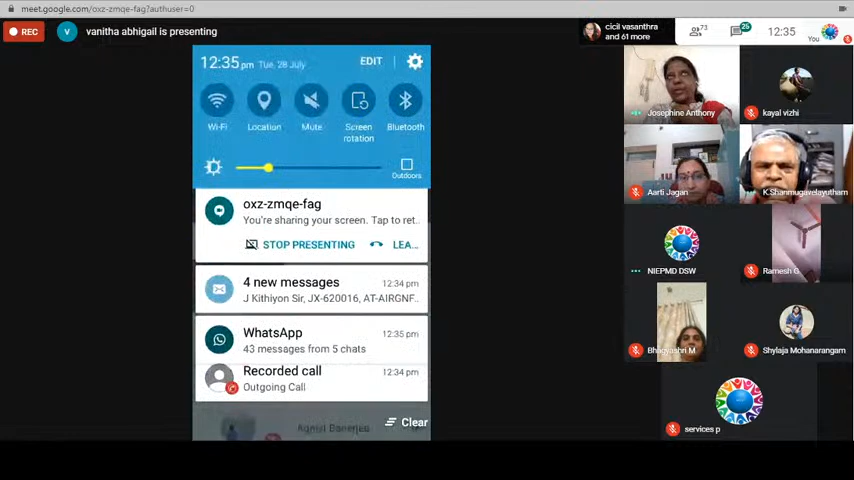 meet.google.com/oxz-zmqe-fag?authuser=0
REC
V
vanitha abhigail is presenting
cicil vasanthra
and 61 more
73
25
12:35
You
12:35 pm
Tue, 28 July
EDIT
Wi-Fi
Location
Mute
Screen
rotation
Bluetooth
Outdoors
oxz-zmqe-fag
You're sharing your screen. Tap to ret..
STOP PRESENTING
LEA...
4 new messages
12:34 pm
J Kithiyon Sir, JX-620016, AT-AIRGNF..
WhatsApp
12:35 pm
43 messages from 5 chats
Recorded call
12:34 pm
Outgoing Call
Clear
Josephine Anthony
kayal vizhi
Aarti Jagan
K.Shanmugavelayutham
NIEPMD DSW
Ramesh G
Bhagyashri M
Shylaja Mohanarangam
services p